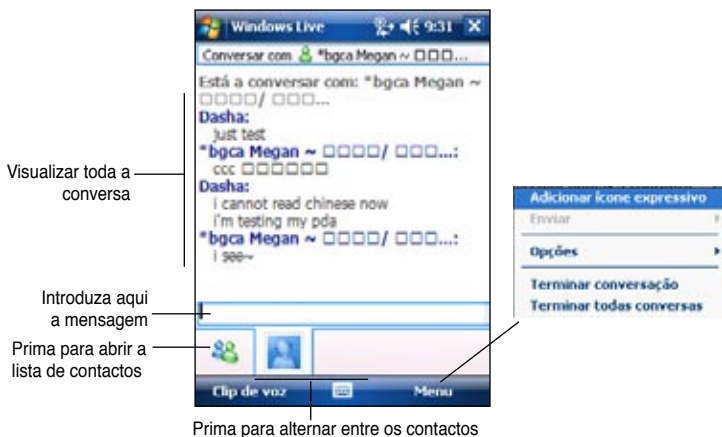 Windows Live 9:31
Conversar com *bgca Megan ~ □□□...
Está a conversar com: *bgca Megan ~
□□□□/ □□□...
Dasha:
just test
*bgca Megan ~ □□□□/ □□□...:
ccc □□□□□□
Dasha:
i cannot read chinese now
i'm testing my pda
*bgca Megan ~ □□□□/ □□□...:
i see~
Clip de voz Menu
Visualizar toda a
conversa
Introduza aqui
a mensagem
Prima para abrir a
lista de contactos
Prima para alternar entre os contactos
Adicionar ícone expressivo
Enviar
Opções
Terminar conversação
Terminar todas conversas